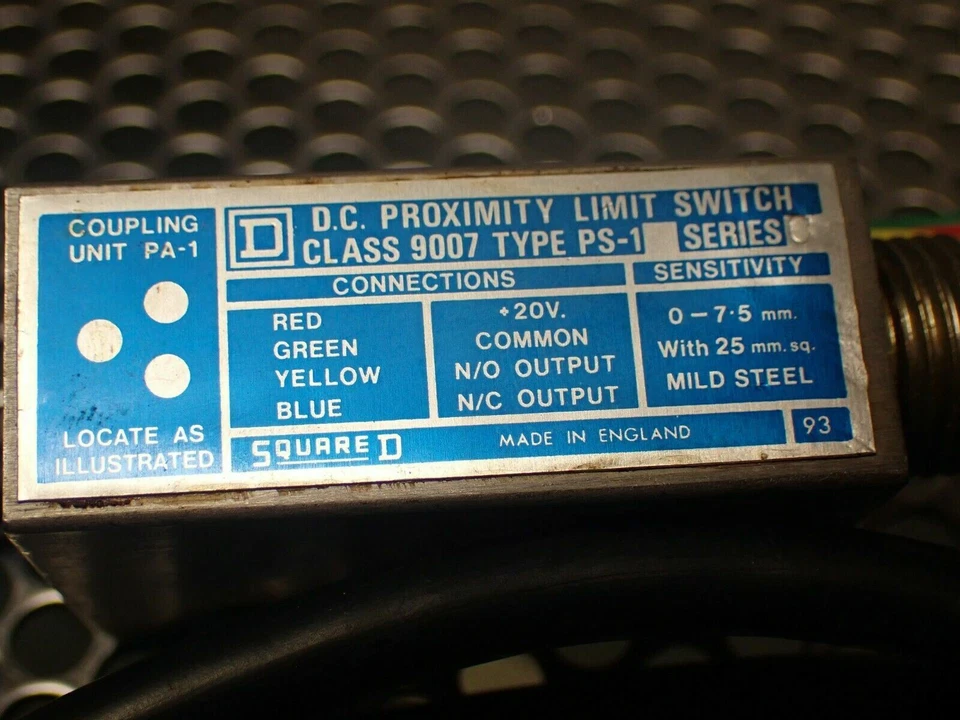 COUPLING
UNIT PA-1
LOCATE AS
ILLUSTRATED
D
D.C. PROXIMITY LIMIT SWITCH
CLASS 9007 TYPE PS-1 SERIES
CONNECTIONS
RED +20V.
GREEN COMMON
YELLOW N/O OUTPUT
BLUE N/C OUTPUT
SENSITIVITY
0-7·5 mm.
With 25 mm.sq.
MILD STEEL
SQUARE D
MADE IN ENGLAND
93